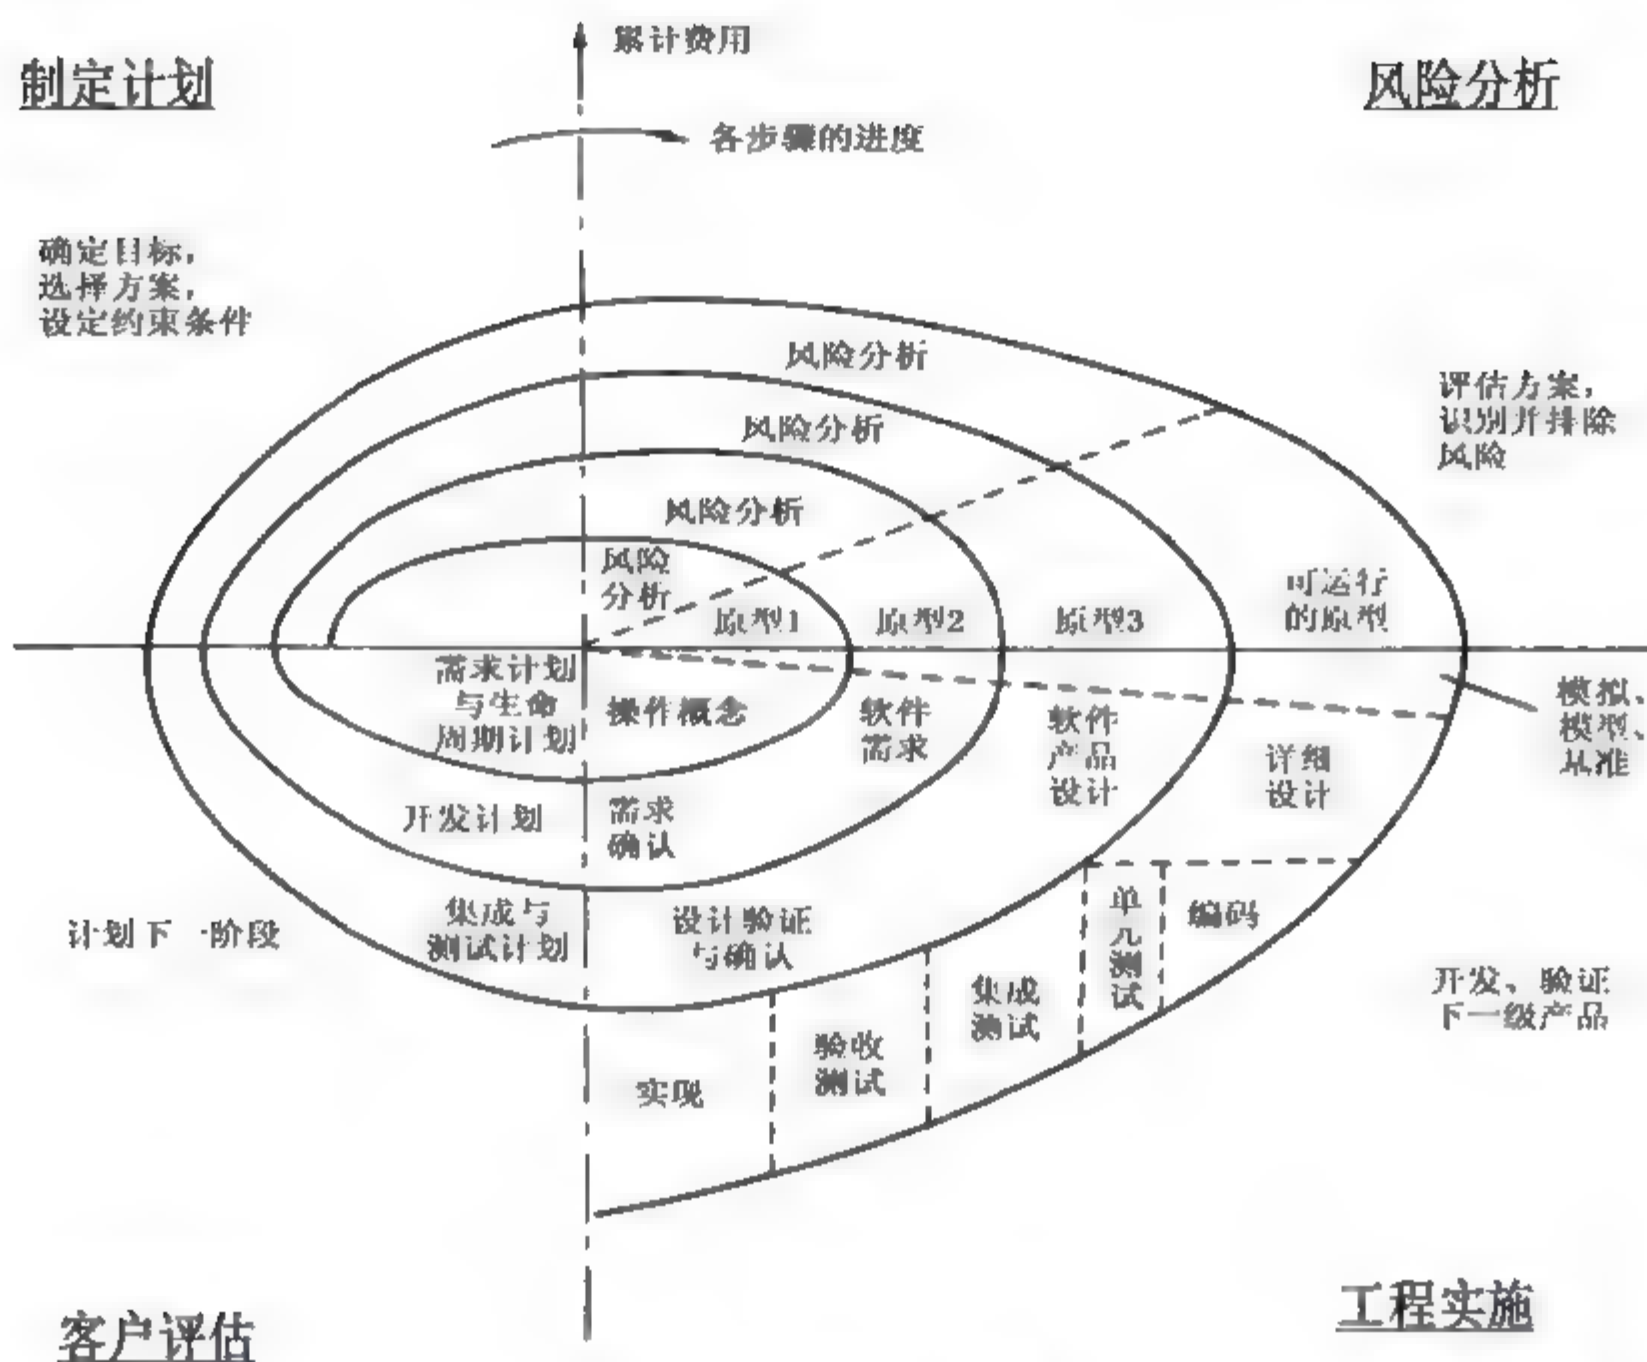 累计费用
制定计划
风险分析
各步骤的进度
确定目标，
选择方案，
设定约束条件
风险分析
评估方案，
识别并排除
风险
风险分析
风险分析
风险
分析
原型1
原型2
原型3
可运行
的原型
需求计划
与生命
周期计划
操作概念
软件
需求
软件
产品
设计
详细
设计
模拟、
模型、
基准
开发计划
需求
确认
集成与
测试计划
设计验证
与确认
单
元
测
试
编码
计划下一阶段
集成
测试
开发、验证
下一级产品
验收
测试
实现
客户评估
工程实施